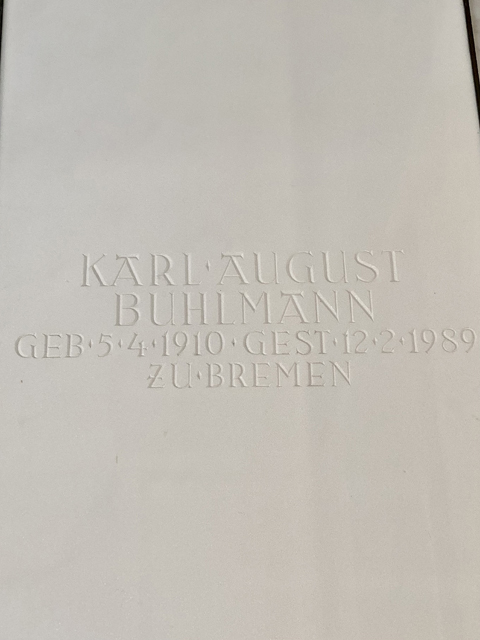 KARL·AUGUST
BUHLMANN
GEB·5·4·1910·GEST·12·2·1989
ZU·BREMEN